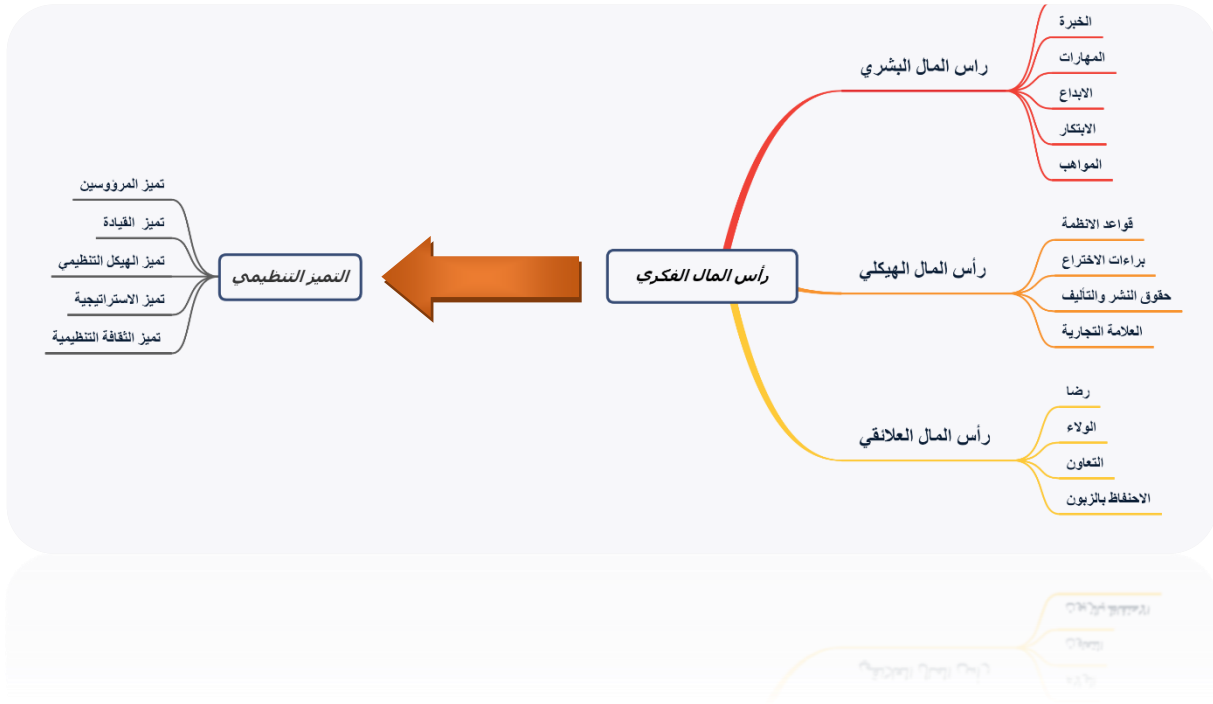 راس المال البشري
الخبرة
المهارات
الابداع
الابتكار
المواهب
رأس المال الفكري
رأس المال الهيكلي
قواعد الانظمة
براءات الاختراع
حقوق النشر والتأليف
العلامة التجارية
رأس المال العلائقي
رضا
الولاء
التعاون
الاحتفاظ بالزبون
التميز التنظيمي
تميز المرؤوسين
تميز القيادة
تميز الهيكل التنظيمي
تميز الاستراتيجية
تميز الثقافة التنظيمية